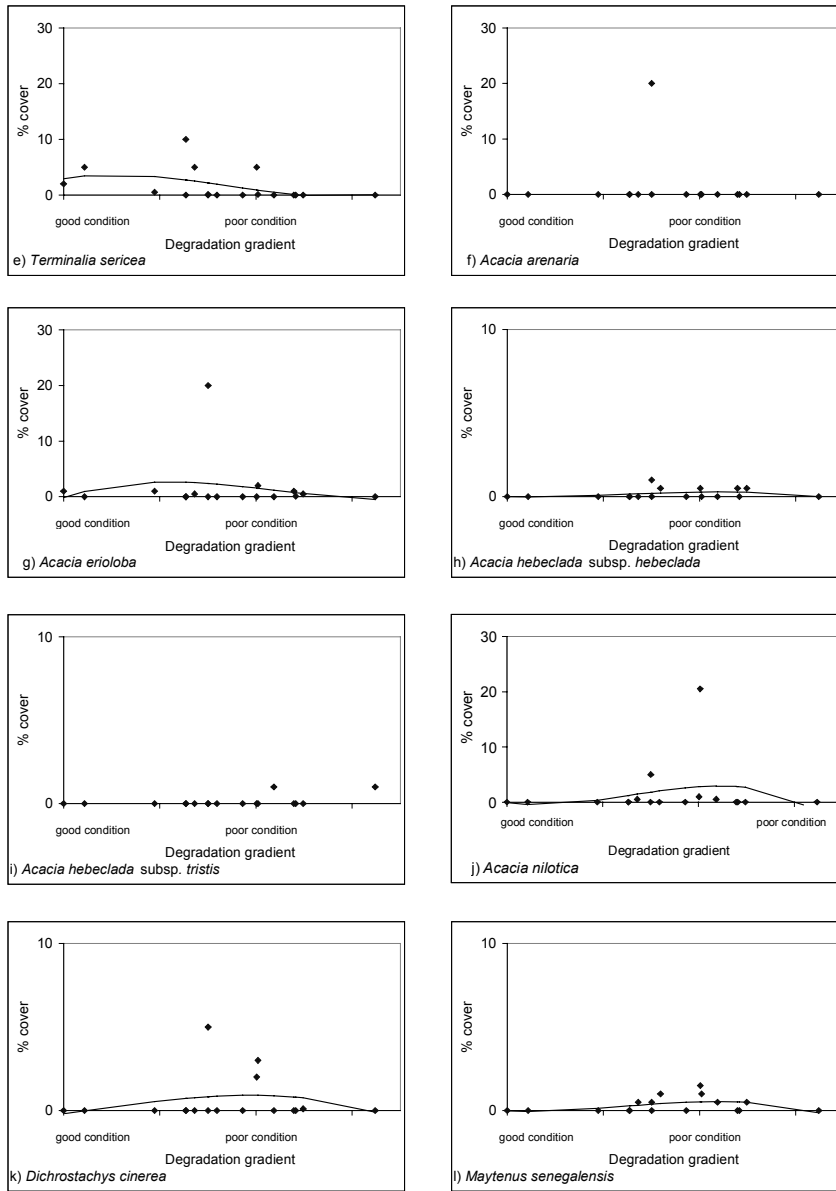 30
20
10
0
% cover
good condition
poor condition
Degradation gradient
e) Terminalia sericea
30
20
10
0
% cover
good condition
poor condition
Degradation gradient
f) Acacia arenaria
30
20
10
0
% cover
good condition
poor condition
Degradation gradient
g) Acacia erioloba
10
0
% cover
good condition
poor condition
Degradation gradient
h) Acacia hebeclada subsp. hebeclada
10
0
% cover
good condition
poor condition
Degradation gradient
i) Acacia hebeclada subsp. tristis
30
20
10
0
% cover
good condition
poor condition
Degradation gradient
j) Acacia nilotica
10
0
% cover
good condition
poor condition
Degradation gradient
k) Dichrostachys cinerea
10
0
% cover
good condition
poor condition
Degradation gradient
l) Maytenus senegalensis